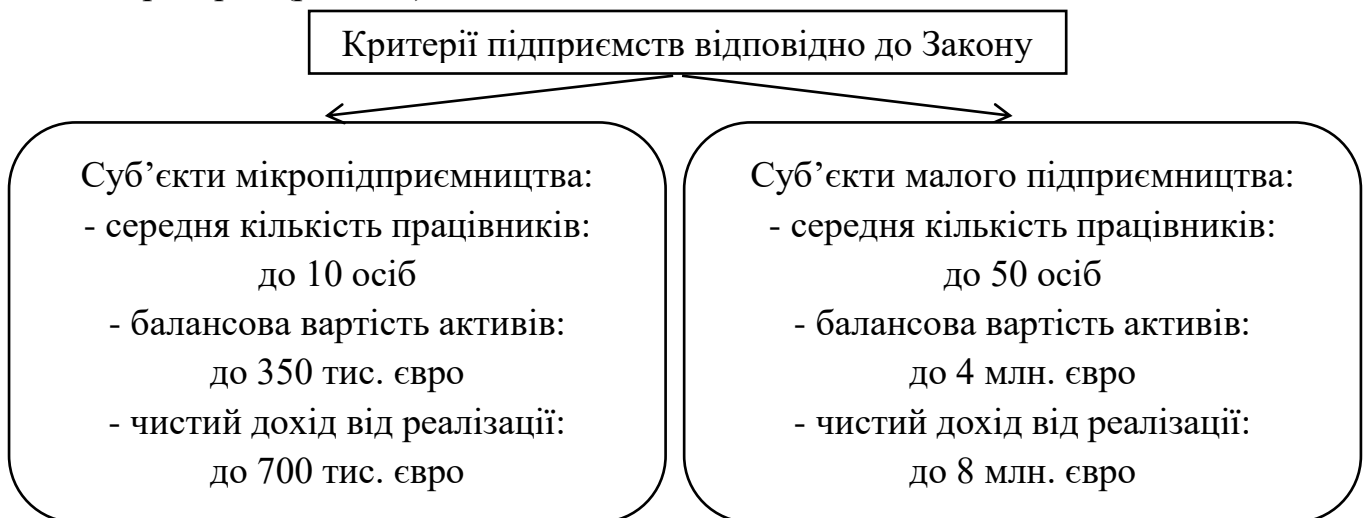 Критерії підприємств відповідно до Закону
Суб’єкти мікропідприємництва:
- середня кількість працівників:
до 10 осіб
- балансова вартість активів:
до 350 тис. євро
- чистий дохід від реалізації:
до 700 тис. євро
Суб’єкти малого підприємництва:
- середня кількість працівників:
до 50 осіб
- балансова вартість активів:
до 4 млн. євро
- чистий дохід від реалізації:
до 8 млн. євро